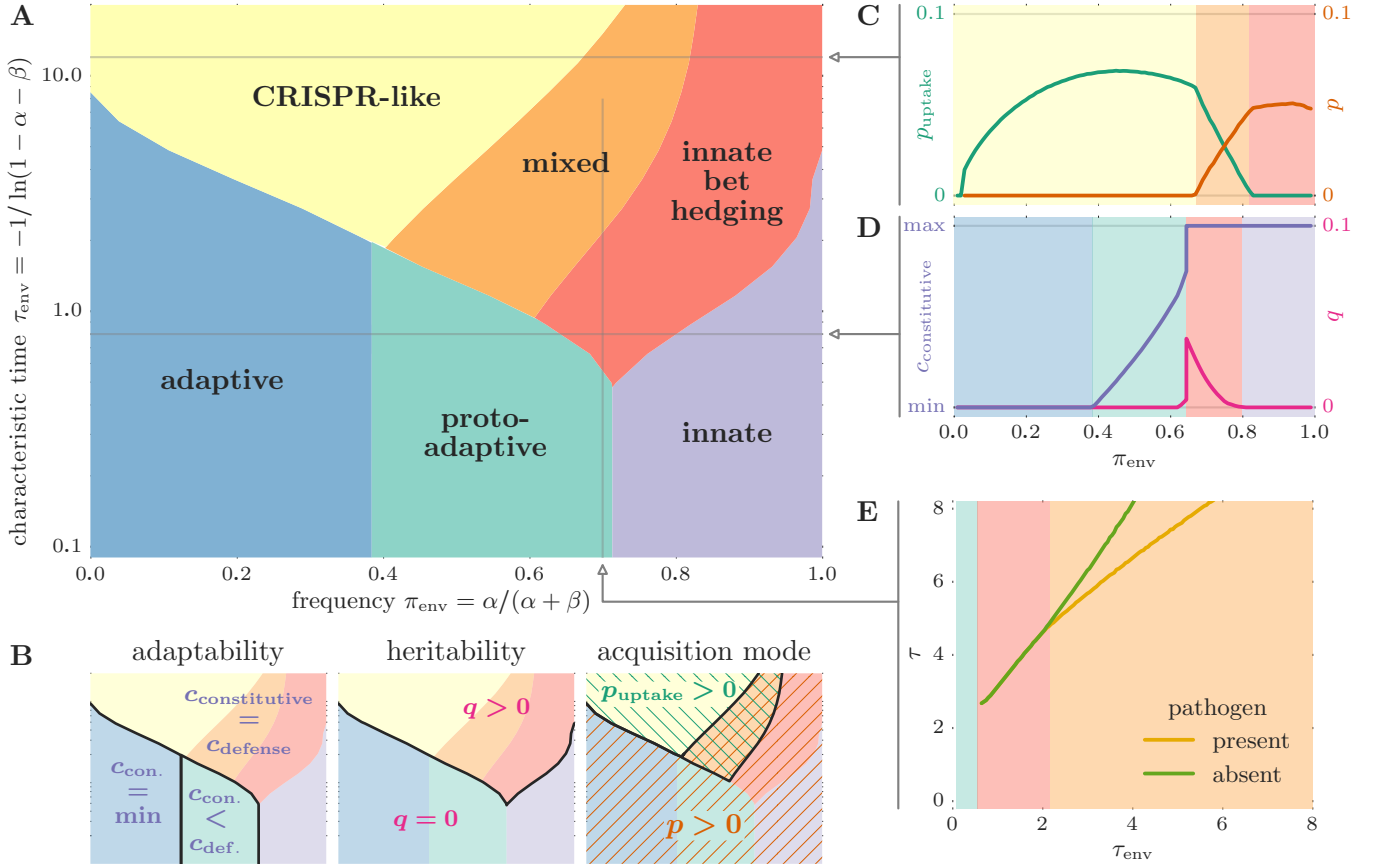 A
characteristic time τenv = −1/ ln(1 − α − β)
10.0
1.0
0.1
CRISPR-like
mixed
innate
bet
hedging
adaptive
proto-
adaptive
innate
0.0 0.2 0.4 0.6 0.8 1.0
frequency πenv = α/(α + β)
B
adaptability
cconstitutive
=
cdefense
ccon.
=
min
ccon.
<
cdef.
heritability
q > 0
q = 0
acquisition mode
puptake > 0
p > 0
C
0.1
puptake
0
0.1
p
0
D
max
cconstitutive
min
0.1
q
0
0.0 0.2 0.4 0.6 0.8 1.0
πenv
E
8
6
4
2
0
τ
pathogen
present
absent
0 2 4 6 8
τenv